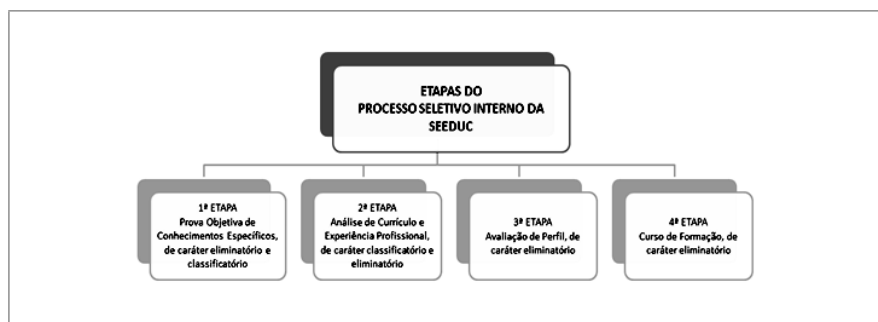 ETAPAS DO
PROCESSO SELETIVO INTERNO DA
SEEDUC
1ª ETAPA
Prova Objetiva de
Conhecimentos Específicos,
de caráter eliminatório e
classificatório
2ª ETAPA
Análise de Currículo e
Experiência Profissional,
de caráter classificatório e
eliminatório
3ª ETAPA
Avaliação de Perfil, de
caráter eliminatório
4ª ETAPA
Curso de Formação, de
caráter eliminatório